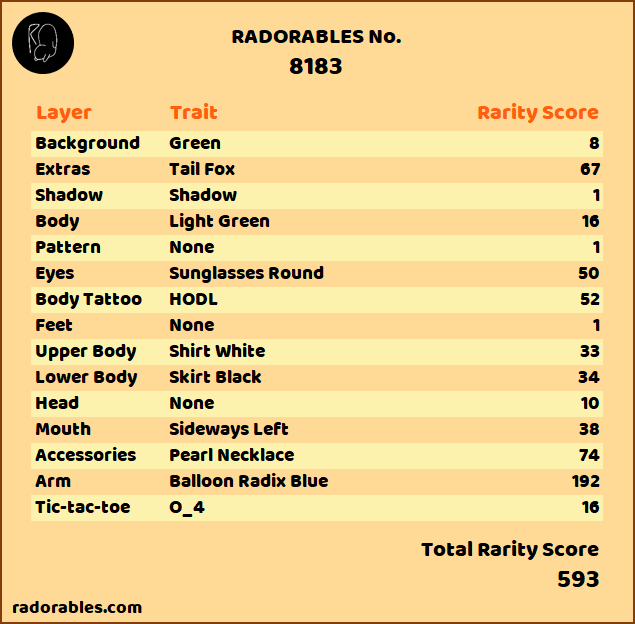 RADORABLES No.
8183
Layer Trait Rarity Score
Background Green 8
Extras Tail Fox 67
Shadow Shadow 1
Body Light Green 16
Pattern None 1
Eyes Sunglasses Round 50
Body Tattoo HODL 52
Feet None 1
Upper Body Shirt White 33
Lower Body Skirt Black 34
Head None 10
Mouth Sideways Left 38
Accessories Pearl Necklace 74
Arm Balloon Radix Blue 192
Tic-tac-toe O_4 16
Total Rarity Score
593
radorables.com